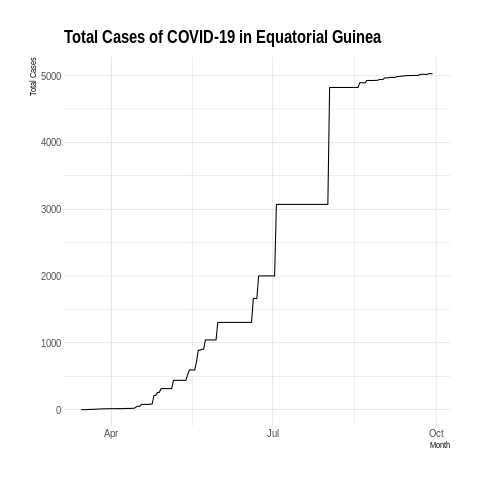 Total Cases of COVID-19 in Equatorial Guinea
Total Cases
5000
4000
3000
2000
1000
0
Apr Jul Oct
Month